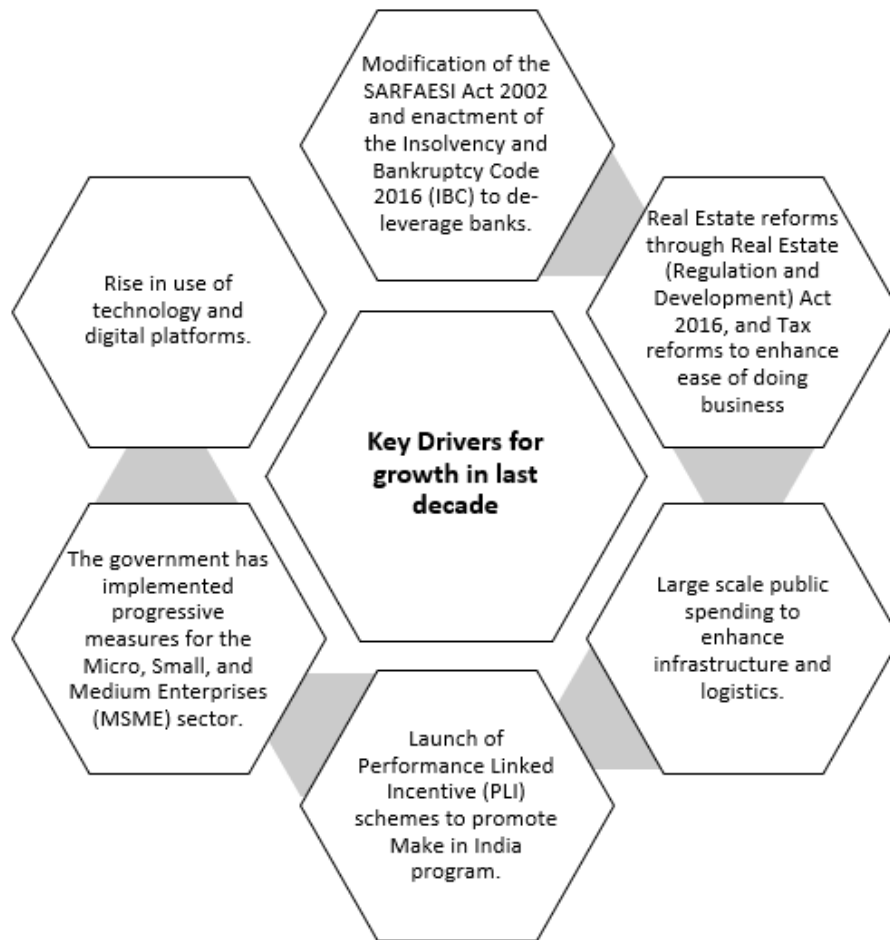 Modification of the
SARFAESI Act 2002
and enactment of
the Insolvency and
Bankruptcy Code
2016 (IBC) to de-
leverage banks.
Real Estate reforms
through Real Estate
(Regulation and
Development) Act
2016, and Tax
reforms to enhance
ease of doing
business
Large scale public
spending to
enhance
infrastructure and
logistics.
Launch of
Performance Linked
Incentive (PLI)
schemes to promote
Make in India
program.
The government has
implemented
progressive
measures for the
Micro, Small, and
Medium Enterprises
(MSME) sector.
Rise in use of
technology and
digital platforms.
Key Drivers for
growth in last
decade